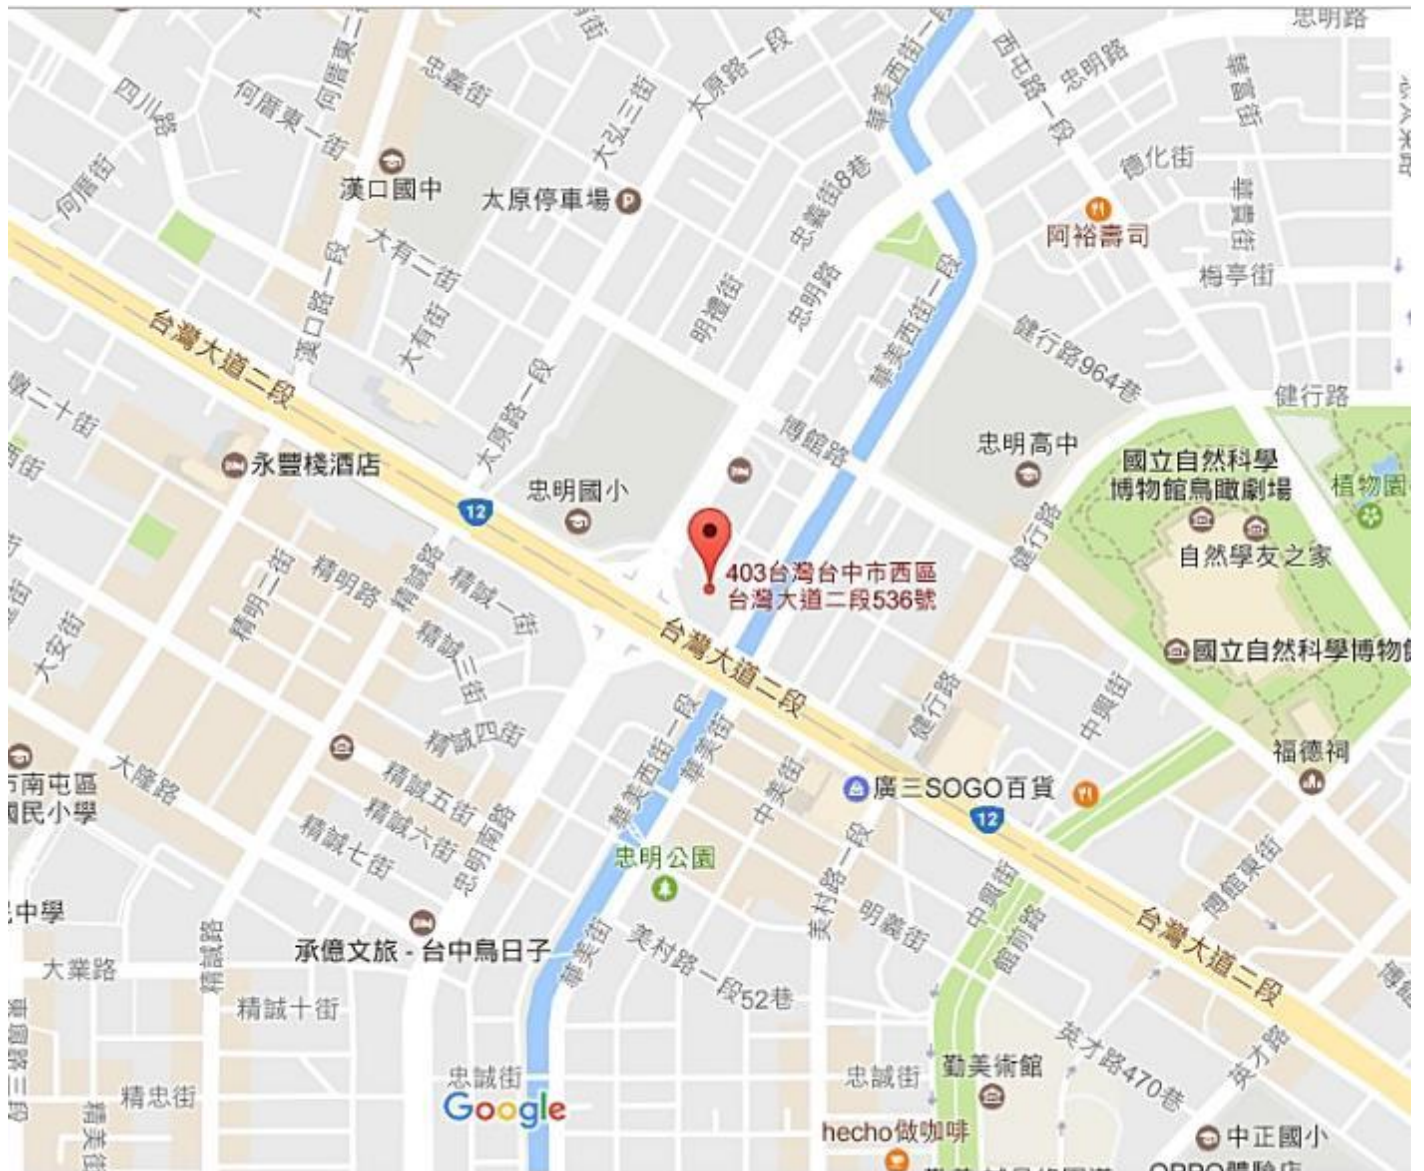 忠明路
西屯路一段
忠明路
華富街
華美西街一段
太原路一段
忠義街
何厝東二街
四川路
何厝東一街
大弘三街
德化街
何厝街
漢口國中
太原停車場
忠義街8巷
華貴街
阿裕壽司
梅亭街
大有二街
漢口路一段
明禮街
忠明路
華美西街一段
健行路964巷
台灣大道二段
大有街
健行路
太原路一段
博館路
忠明高中
永豐棧酒店
國立自然科學
博物館鳥瞰劇場
植物園
忠明國小
12
健行路
自然學友之家
403台灣台中市西區
台灣大道二段536號
精明路
精誠路
精誠一街
精明二街
大安街
精誠三街
台灣大道二段
國立自然科學博物館
健行路
中興街
精誠四街
華美西街一段
華美街
福德祠
大隆路
市南屯區
國民小學
精誠五街
中美街
廣三SOGO百貨
12
精誠六街
精誠七街
忠明南路
忠明公園
美村路一段
博館東街
中興街
明義街
館前路
台灣大道二段
精誠路
承億文旅 - 台中鳥日子
華美街
美村路一段52巷
大業路
精誠十街
英才路470巷
英才路
忠誠街
忠誠街
勤美術館
精忠街
Google
東興路三段
精美街
hecho做咖啡
中正國小